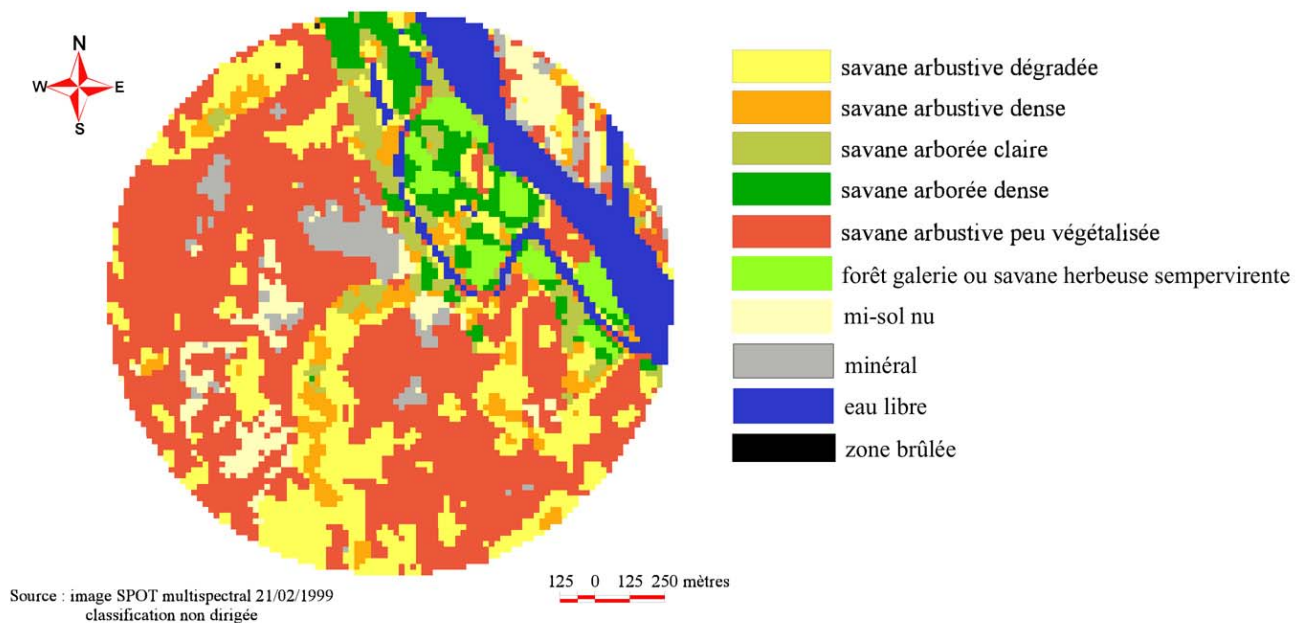 N
W E
S
savane arbustive dégradée
savane arbustive dense
savane arborée claire
savane arborée dense
savane arbustive peu végétalisée
forêt galerie ou savane herbeuse sempervirente
mi-sol nu
minéral
eau libre
zone brûlée
125 0 125 250 mètres
Source : image SPOT multispectral 21/02/1999
classification non dirigée